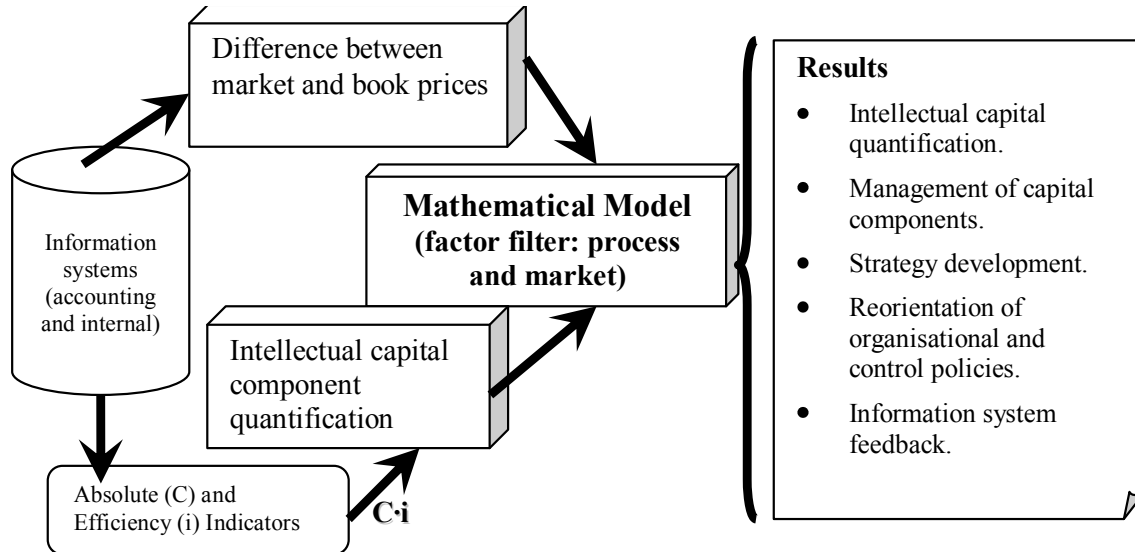 Difference between
market and book prices
Information
systems
(accounting
and internal)
Mathematical Model
(factor filter: process
and market)
Intellectual capital
component
quantification
Absolute (C) and
Efficiency (i) Indicators
C·i
Results
• Intellectual capital
quantification.
• Management of capital
components.
• Strategy development.
• Reorientation of
organisational and
control policies.
• Information system
feedback.